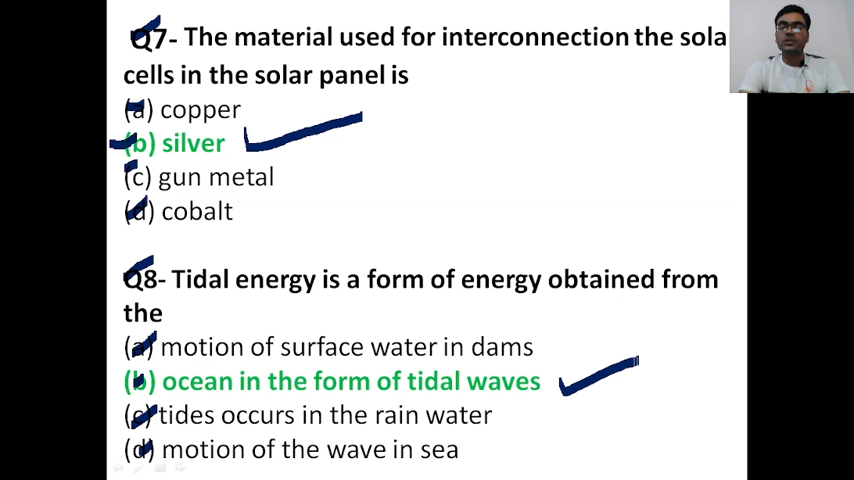 Q7- The material used for interconnection the sola
cells in the solar panel is
(a) copper
(b) silver
(c) gun metal
(d) cobalt
Q8- Tidal energy is a form of energy obtained from
the
(a) motion of surface water in dams
(b) ocean in the form of tidal waves
(c) tides occurs in the rain water
(d) motion of the wave in sea